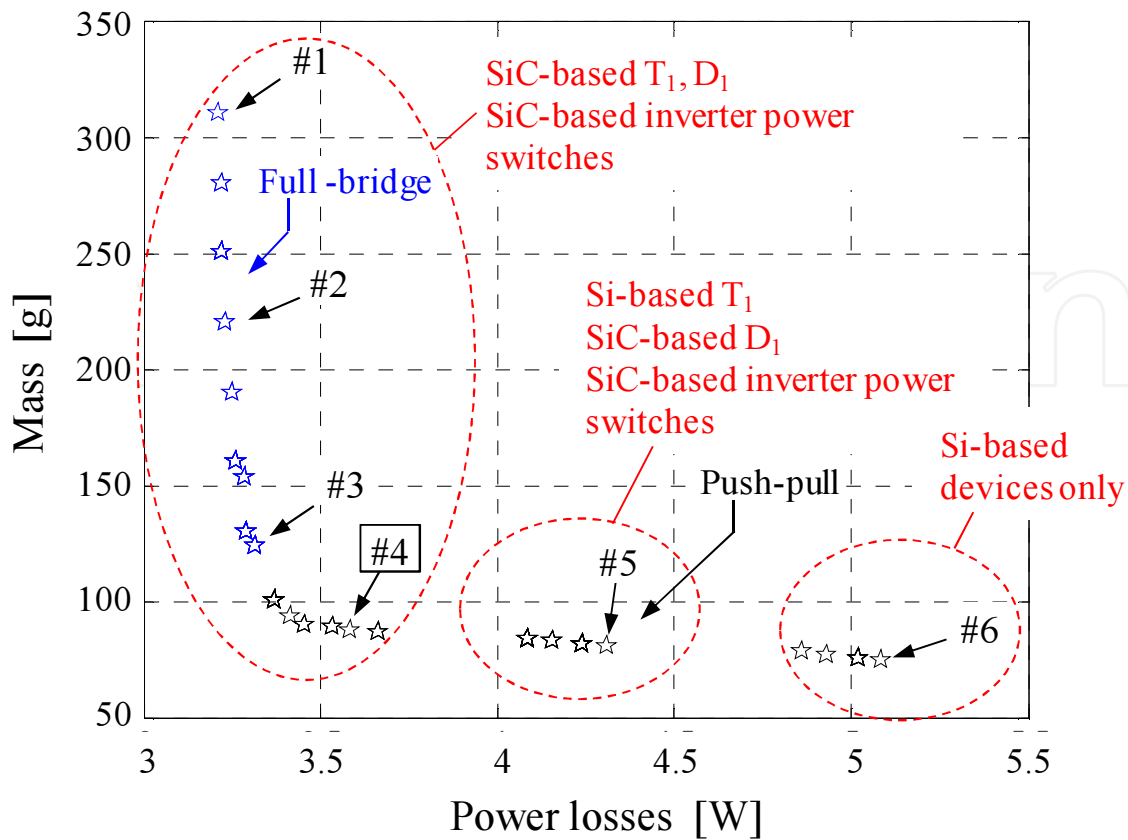 350
300
250
200
150
100
50
Mass [g]
#1
SiC-based T₁, D₁
SiC-based inverter power
switches
Full -bridge
#2
Si-based T₁
SiC-based D₁
SiC-based inverter power
switches
#3
Push-pull
Si-based
devices only
#4
#5
#6
3
3.5
4
4.5
5
5.5
Power losses [W]